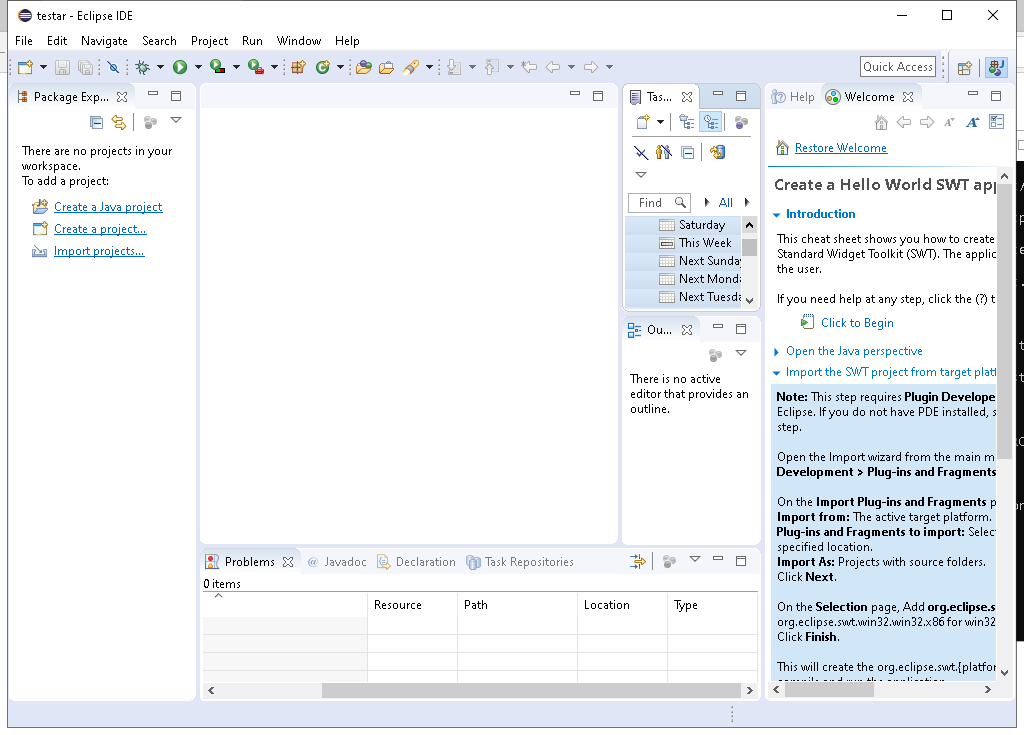 testar - Eclipse IDE
File Edit Navigate Search Project Run Window Help
Quick Access
Package Exp...
There are no projects in your
workspace.
To add a project:
Create a Java project
Create a project...
Import projects...
Tas...
Find
All
Saturday
This Week
Next Sunday
Next Monda
Next Tuesda
Ou...
There is no active
editor that provides an
outline.
Help Welcome
Restore Welcome
Create a Hello World SWT app
Introduction
This cheat sheet shows you how to create
Standard Widget Toolkit (SWT). The applic
the user.
If you need help at any step, click the (?) t
Click to Begin
Open the Java perspective
Import the SWT project from target platf
Note: This step requires Plugin Develope
Eclipse. If you do not have PDE installed, s
step.
Open the Import wizard from the main m
Development > Plug-ins and Fragments
On the Import Plug-ins and Fragments p
Import from: The active target platform.
Plug-ins and Fragments to import: Selec
specified location.
Import As: Projects with source folders.
Click Next.
On the Selection page, Add org.eclipse.s
org.eclipse.swt.win32.win32.x86 for win32
Click Finish.
This will create the org.eclipse.swt.{platfor
Problems @ Javadoc Declaration Task Repositories
0 items
Resource Path Location Type